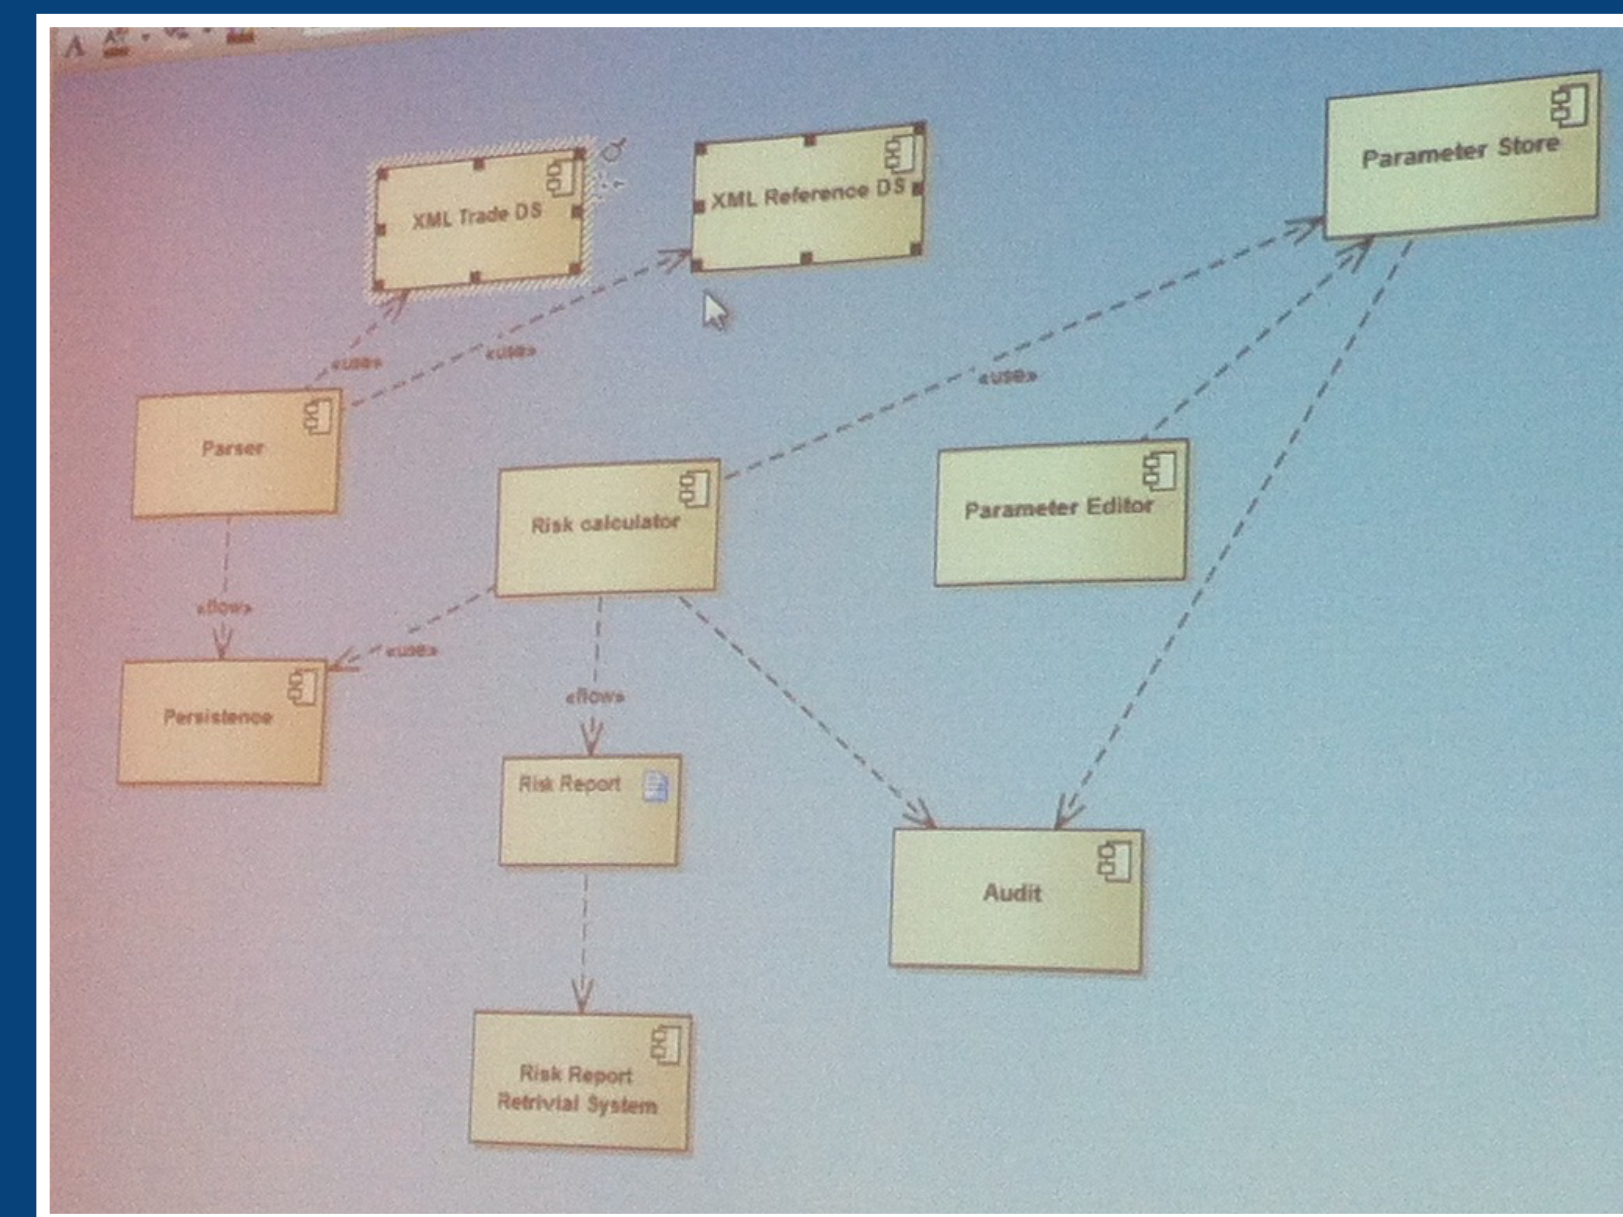 A
XML Trade DS
XML Reference DS
Parameter Store
«use»
«use»
«use»
Parser
Risk calculator
Parameter Editor
«flow»
«use»
Persistence
«flow»
Risk Report
Audit
Risk Report
Retrivial System